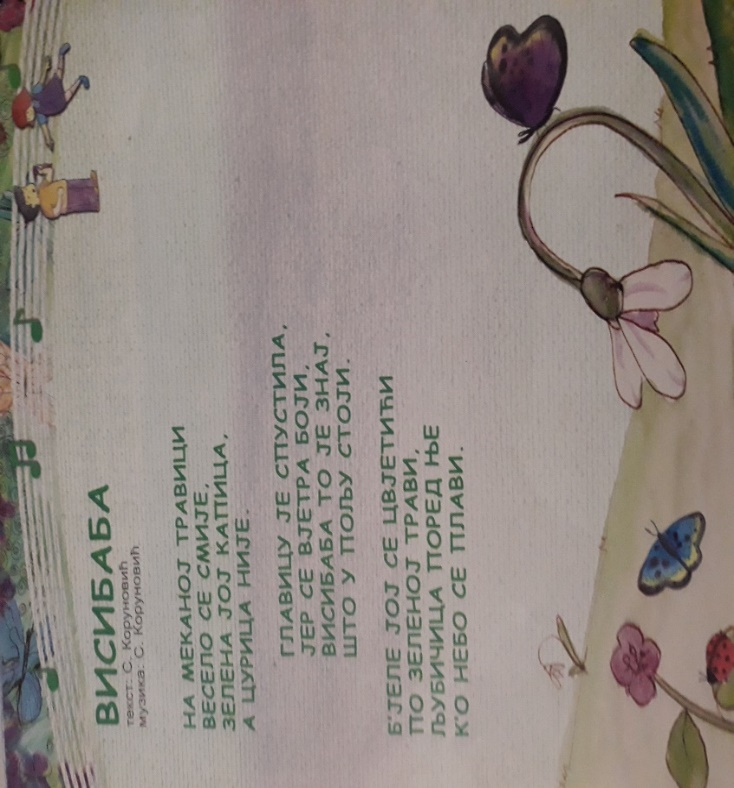 ВИСИБАБА
текст: С. Коруновић
музика: С. Коруновић
НА МЕКАНОЈ ТРАВИЦИ
ВЕСЕЛО СЕ СМИЈЕ,
ЗЕЛЕНА ЈОЈ КАПИЦА,
А ЦУРИЦА НИЈЕ.
ГЛАВИЦУ ЈЕ СПУСТИЛА,
ЈЕР СЕ ВЈЕТРА БОЈИ,
ВИСИБАБА ТО ЈЕ ЗНАЈ,
ШТО У ПОЉУ СТОЈИ.
Б'ЈЕЛЕ ЈОЈ СЕ ЦВЈЕТИЋИ
ПО ЗЕЛЕНОЈ ТРАВИ,
ЉУБИЧИЦА ПОРЕД ЊЕ
К'О НЕБО СЕ ПЛАВИ.